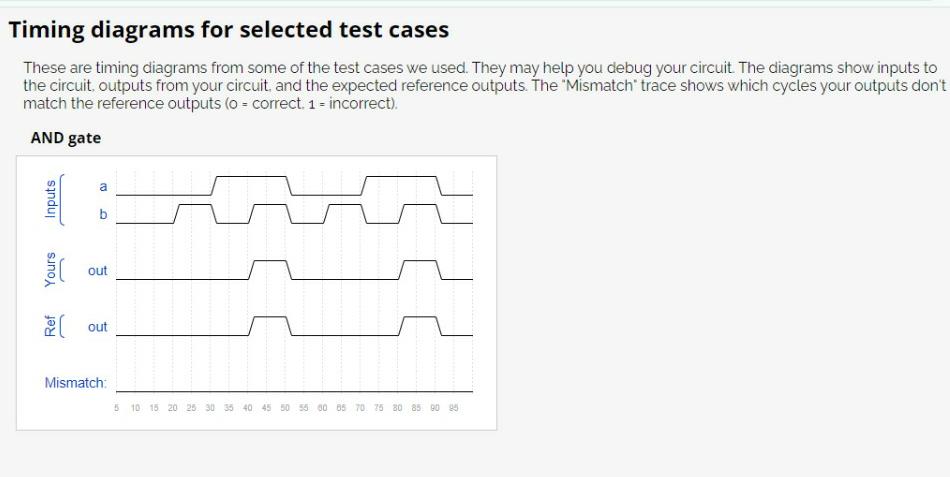 Timing diagrams for selected test cases
These are timing diagrams from some of the test cases we used. They may help you debug your circuit. The diagrams show inputs to
the circuit, outputs from your circuit, and the expected reference outputs. The "Mismatch" trace shows which cycles your outputs don't
match the reference outputs (0 = correct, 1 = incorrect).
AND gate
Inputs
a
b
Yours
out
Ref
out
Mismatch:
5 10 15 20 25 30 35 40 45 50 55 60 65 70 75 80 85 90 95